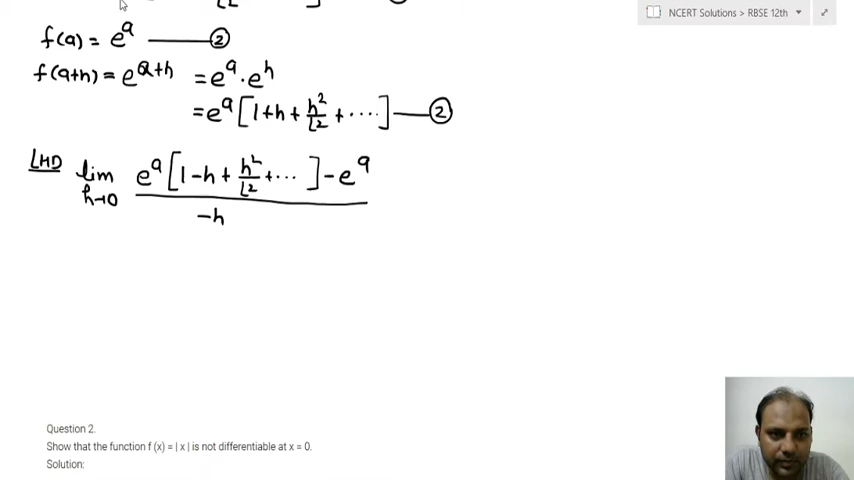 NCERT Solutions > RBSE 12th
f(a) = e^a —— ②
f(a+h) = e^{a+h} = e^a · e^h
= e^a [1+h + h²/⌊2 + ····] —— ②
LHD lim h→0 (e^a [1-h + h²/⌊2 + ···] - e^a) / -h
Question 2.
Show that the function f (x) = | x | is not differentiable at x = 0.
Solution: